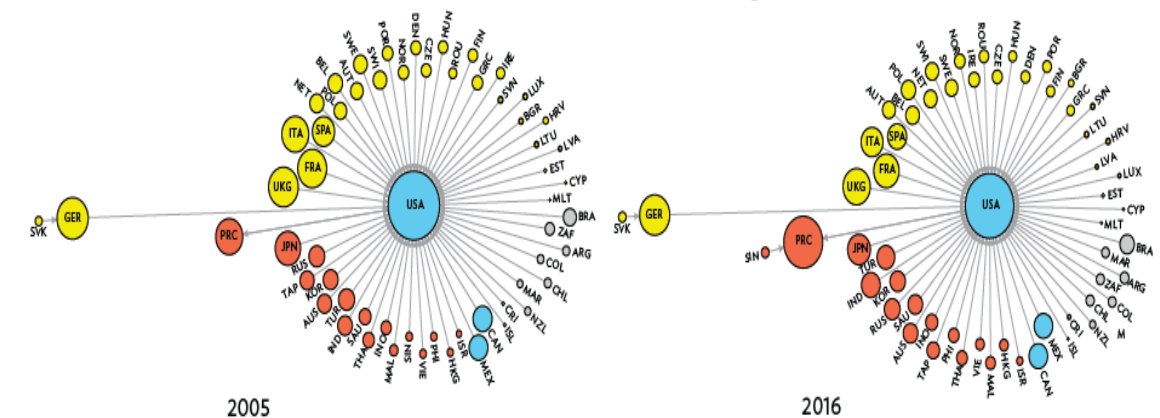 POR
DEN
HUN
SWE
SWI
NOR
CZE
ROU
FIN
BEL
AUT
GRC
IRE
NET
POL
SVN
LUX
ITA
SPA
BGR
HRV
LTU
LVA
FRA
EST
UKG
CYP
MLT
USA
GER
SVK
BRA
ZAF
PRC
JPN
RUS
ARG
COL
TAP
KOR
CHL
AUS
TUR
MAR
NZL
IND
SAU
CRI
ISL
THA
INO
CAN
MAL
NIS
VIE
PHI
HKG
ISR
MEX
2005
SWI
NOR
ROU
HUN
POR
SWE
IRE
CZE
DEN
FIN
BGR
POL
NET
GRC
SVN
AUT
BEL
ITA
SPA
LTU
HRV
FRA
LVA
LUX
UKG
EST
CYP
MLT
USA
GER
SVK
BRA
PRC
JPN
MAR
SIN
TUR
ARG
ZAF
IND
KOR
COL
CHL
RUS
SAU
M
NZL
AUS
INO
CRI
ISL
TAP
PHI
THA
VIE
MAL
HKG
ISR
MEX
CAN
2016